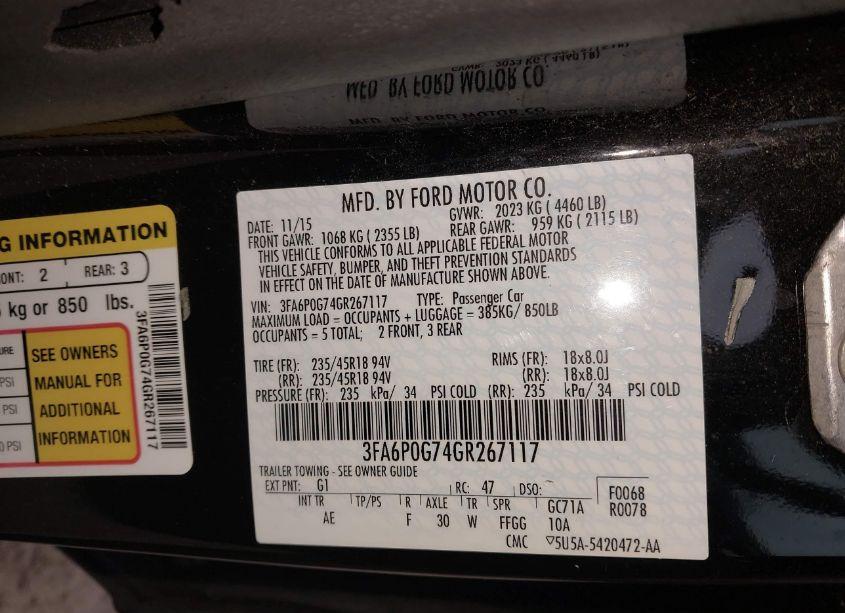 MFD. BY FORD MOTOR CO.
MFD. BY FORD MOTOR CO.
MFD. BY FORD MOTOR CO.
DATE: 11/15 GVWR: 2023 KG ( 4460 LB)
FRONT GAWR: 1068 KG ( 2355 LB) REAR GAWR: 959 KG ( 2115 LB)
THIS VEHICLE CONFORMS TO ALL APPLICABLE FEDERAL MOTOR
VEHICLE SAFETY, BUMPER, AND THEFT PREVENTION STANDARDS
IN EFFECT ON THE DATE OF MANUFACTURE SHOWN ABOVE.
VIN: 3FA6P0G74GR267117 TYPE: Passenger Car
MAXIMUM LOAD = OCCUPANTS + LUGGAGE = 385KG/ 850LB
OCCUPANTS = 5 TOTAL; 2 FRONT, 3 REAR
TIRE (FR): 235/45R18 94V RIMS (FR): 18x8.0J
(RR): 235/45R18 94V (RR): 18x8.0J
PRESSURE (FR): 235 kPa/ 34 PSI COLD (RR): 235 kPa/ 34 PSI COLD
3FA6P0G74GR267117
TRAILER TOWING - SEE OWNER GUIDE
EXT PNT: G1 RC: 47 DSO: F0068
R0078
INT TR TP/PS R AXLE TR SPR GC71A
AE F 30 W FFGG 10A
CMC ▽5U5A-5420472-AA
G INFORMATION
ONT: 2 REAR: 3
kg or 850 lbs.
3FA6P0G74GR267117
URE SEE OWNERS
PSI MANUAL FOR
PSI ADDITIONAL
0 PSI INFORMATION